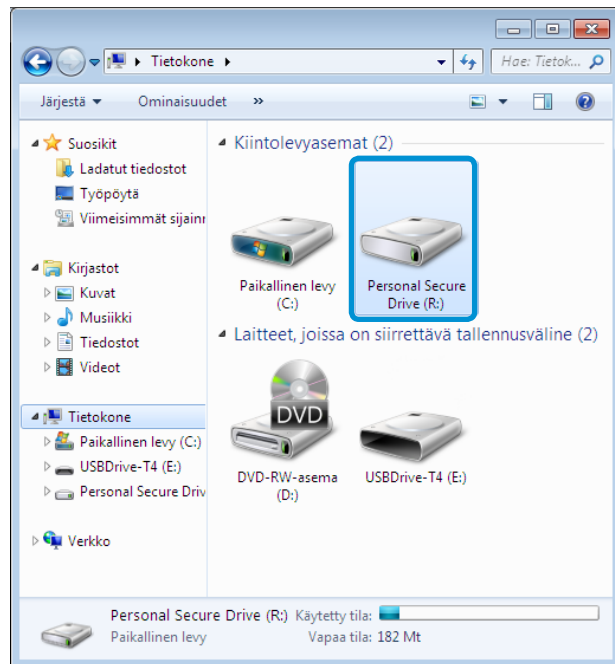 Tietokone
Hae: Tietok...
Järjestä
Ominaisuudet
»
Suosikit
Ladatut tiedostot
Työpöytä
Viimeisimmät sijainn
Kirjastot
Kuvat
Musiikki
Tiedostot
Videot
Tietokone
Paikallinen levy (C:)
USBDrive-T4 (E:)
Personal Secure Driv
Verkko
Kiintolevyasemat (2)
Paikallinen levy
(C:)
Personal Secure
Drive (R:)
Laitteet, joissa on siirrettävä tallennusväline (2)
DVD
DVD-RW-asema
(D:)
USBDrive-T4 (E:)
Personal Secure Drive (R:) Käytetty tila:
Paikallinen levy Vapaa tila: 182 Mt